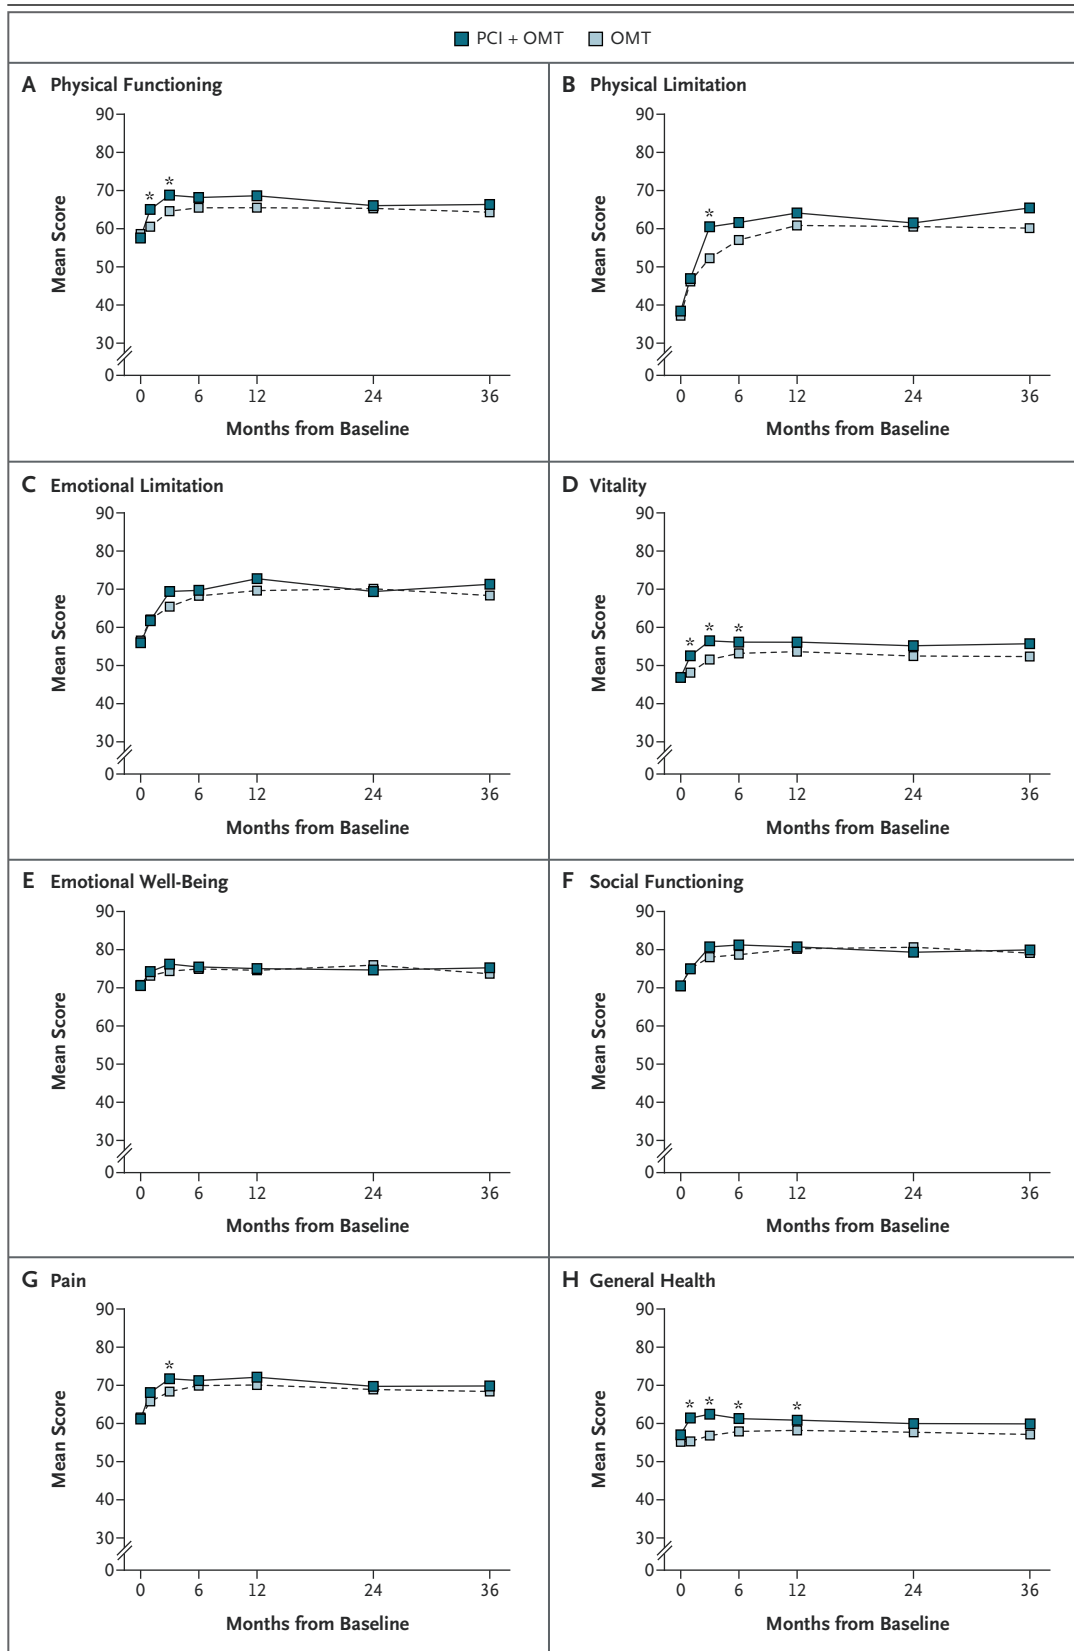 PCI + OMT OMT
A Physical Functioning
90
80
70
60
50
40
30
0
Mean Score
* *
0 6 12 24 36
Months from Baseline
B Physical Limitation
90
80
70
60
50
40
30
0
Mean Score
*
0 6 12 24 36
Months from Baseline
C Emotional Limitation
90
80
70
60
50
40
30
0
Mean Score
0 6 12 24 36
Months from Baseline
D Vitality
90
80
70
60
50
40
30
0
Mean Score
* * *
0 6 12 24 36
Months from Baseline
E Emotional Well-Being
90
80
70
60
50
40
30
0
Mean Score
0 6 12 24 36
Months from Baseline
F Social Functioning
90
80
70
60
50
40
30
0
Mean Score
0 6 12 24 36
Months from Baseline
G Pain
90
80
70
60
50
40
30
0
Mean Score
*
0 6 12 24 36
Months from Baseline
H General Health
90
80
70
60
50
40
30
0
Mean Score
* * * *
0 6 12 24 36
Months from Baseline